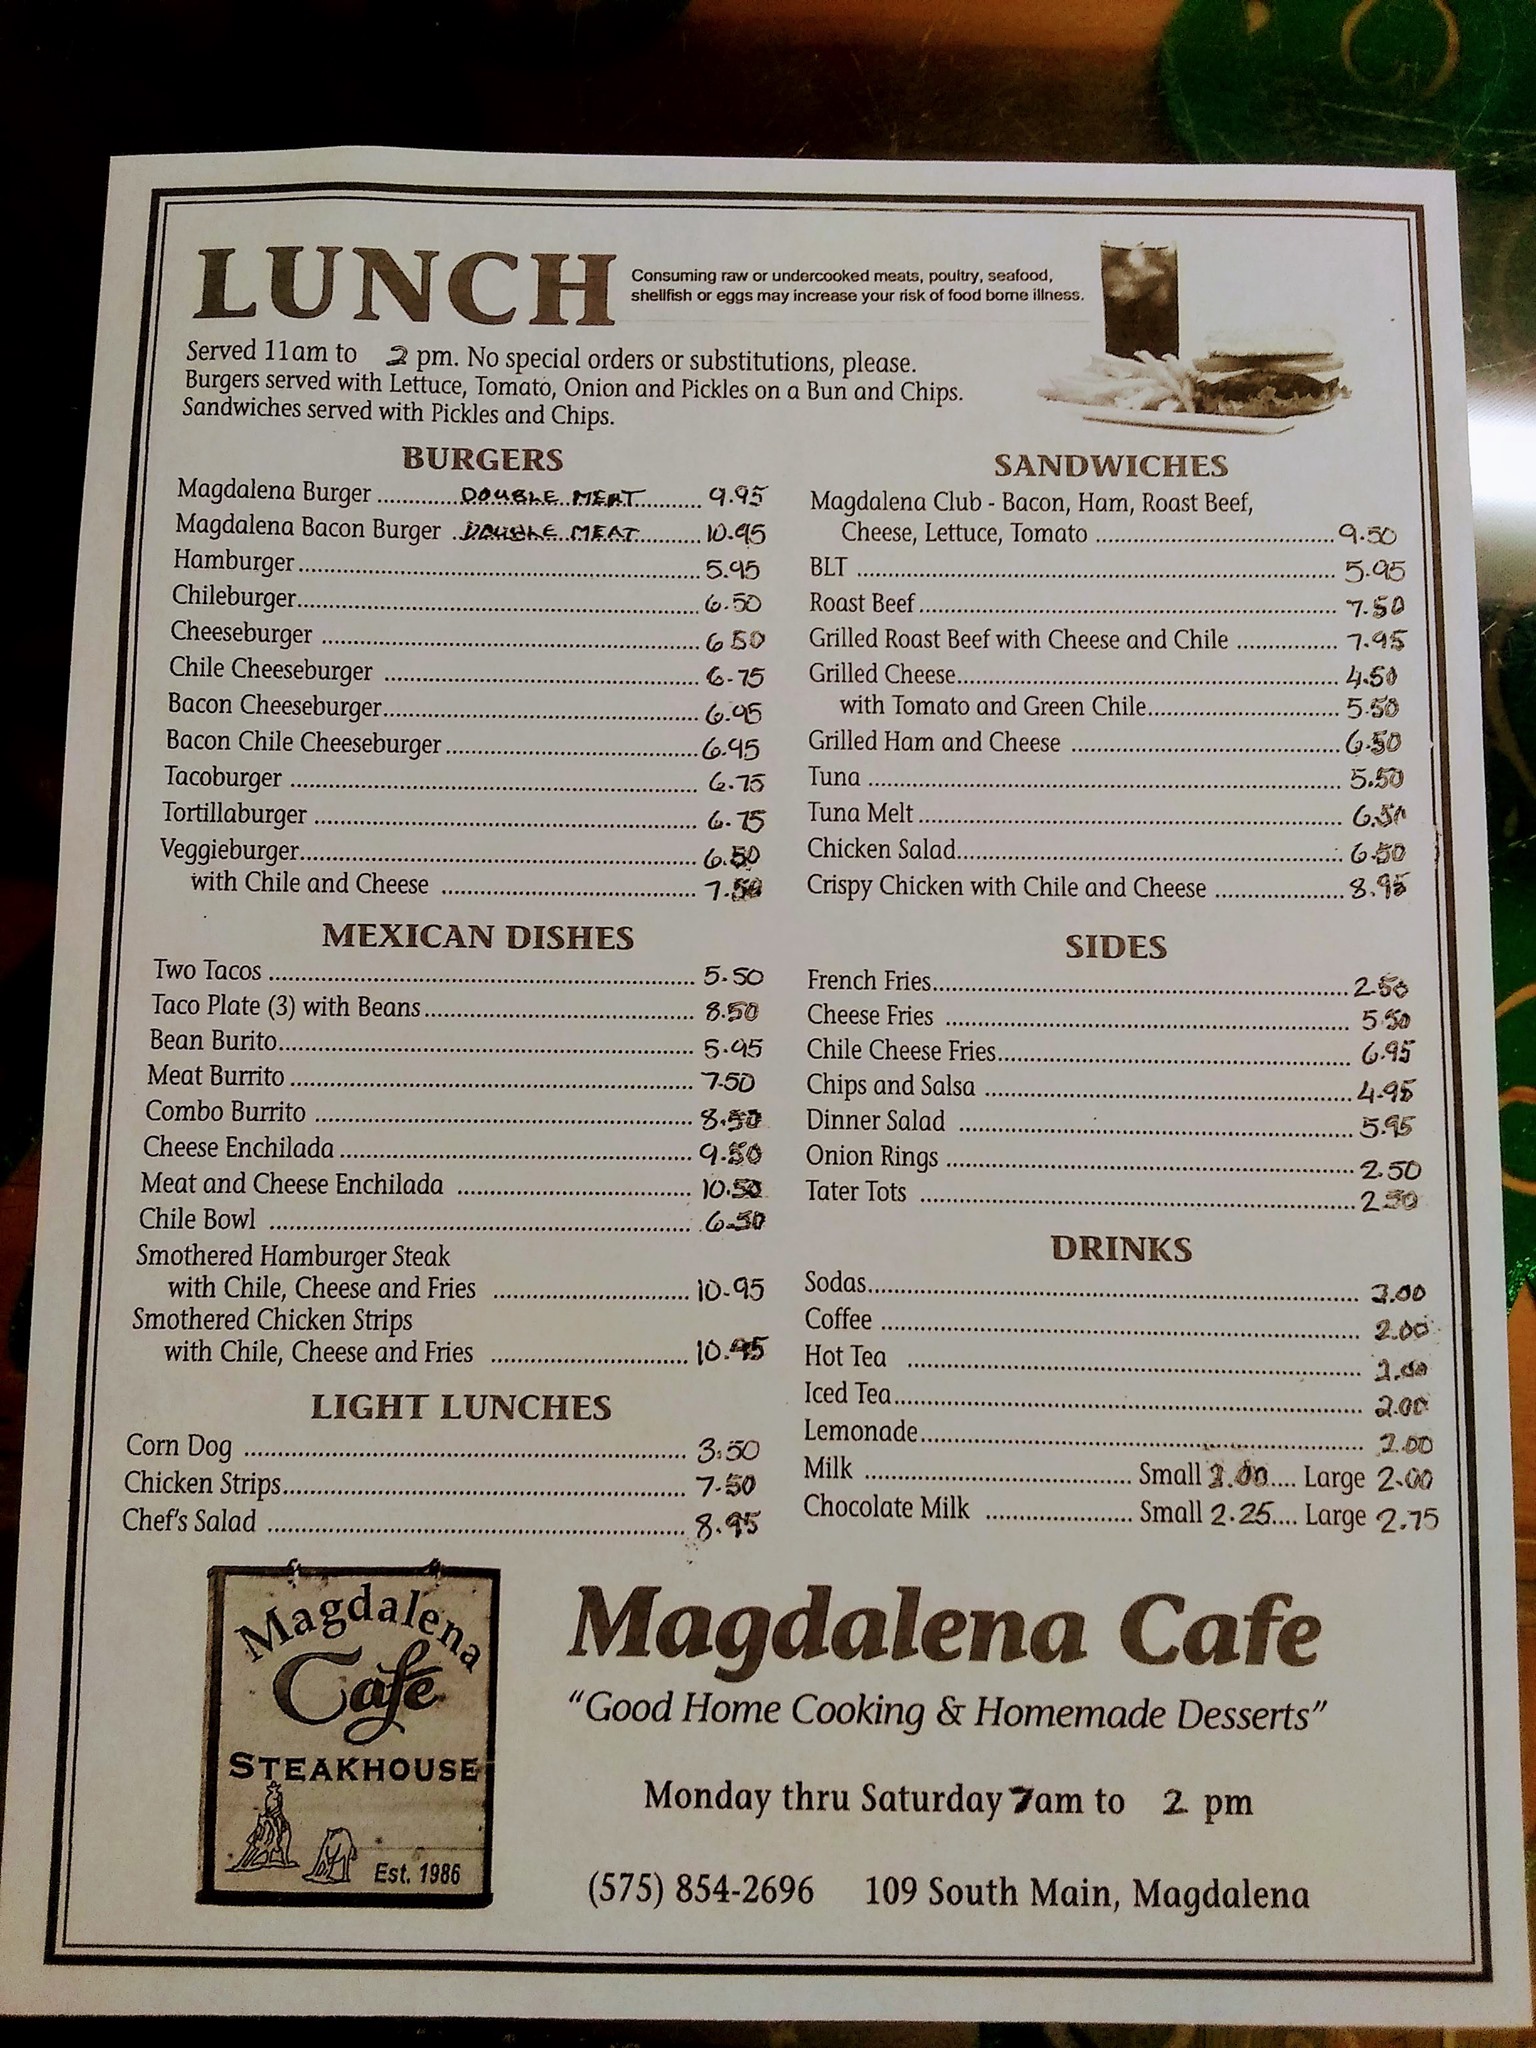 LUNCH
Consuming raw or undercooked meats, poultry, seafood,
shellfish or eggs may increase your risk of food borne illness.
Served 11am to 2 pm. No special orders or substitutions, please.
Burgers served with Lettuce, Tomato, Onion and Pickles on a Bun and Chips.
Sandwiches served with Pickles and Chips.
BURGERS
Magdalena Burger ............DOUBLE MEAT........... 9.95
Magdalena Bacon Burger ..DOUBLE MEAT.......... 10.95
Hamburger.......... 5.95
Chileburger.......... 6.50
Cheeseburger .......... 6.50
Chile Cheeseburger .......... 6.75
Bacon Cheeseburger.......... 6.95
Bacon Chile Cheeseburger.......... 6.95
Tacoburger .......... 6.75
Tortillaburger .......... 6.75
Veggieburger.......... 6.50
with Chile and Cheese .......... 7.50
MEXICAN DISHES
Two Tacos .......... 5.50
Taco Plate (3) with Beans.......... 8.50
Bean Burito.......... 5.95
Meat Burrito .......... 7.50
Combo Burrito .......... 8.50
Cheese Enchilada .......... 9.50
Meat and Cheese Enchilada .......... 10.50
Chile Bowl .......... 6.50
Smothered Hamburger Steak
with Chile, Cheese and Fries .......... 10.95
Smothered Chicken Strips
with Chile, Cheese and Fries .......... 10.95
LIGHT LUNCHES
Corn Dog .......... 3.50
Chicken Strips.......... 7.50
Chef's Salad .......... 8.95
SANDWICHES
Magdalena Club - Bacon, Ham, Roast Beef,
Cheese, Lettuce, Tomato .......... 9.50
BLT .......... 5.95
Roast Beef.......... 7.50
Grilled Roast Beef with Cheese and Chile .......... 7.95
Grilled Cheese.......... 4.50
with Tomato and Green Chile.......... 5.50
Grilled Ham and Cheese .......... 6.50
Tuna .......... 5.50
Tuna Melt.......... 6.50
Chicken Salad.......... 6.50
Crispy Chicken with Chile and Cheese .......... 8.95
SIDES
French Fries.......... 2.50
Cheese Fries .......... 5.50
Chile Cheese Fries.......... 6.95
Chips and Salsa .......... 4.95
Dinner Salad .......... 5.95
Onion Rings .......... 2.50
Tater Tots .......... 2.50
DRINKS
Sodas.......... 2.00
Coffee .......... 2.00
Hot Tea .......... 2.00
Iced Tea.......... 2.00
Lemonade.......... 2.00
Milk .......... Small .... Large 2.00
Chocolate Milk .......... Small 2.25.... Large 2.75
Magdalena
Cafe
STEAKHOUSE
Est. 1986
Magdalena Cafe
"Good Home Cooking & Homemade Desserts"
Monday thru Saturday 7am to 2 pm
(575) 854-2696 109 South Main, Magdalena